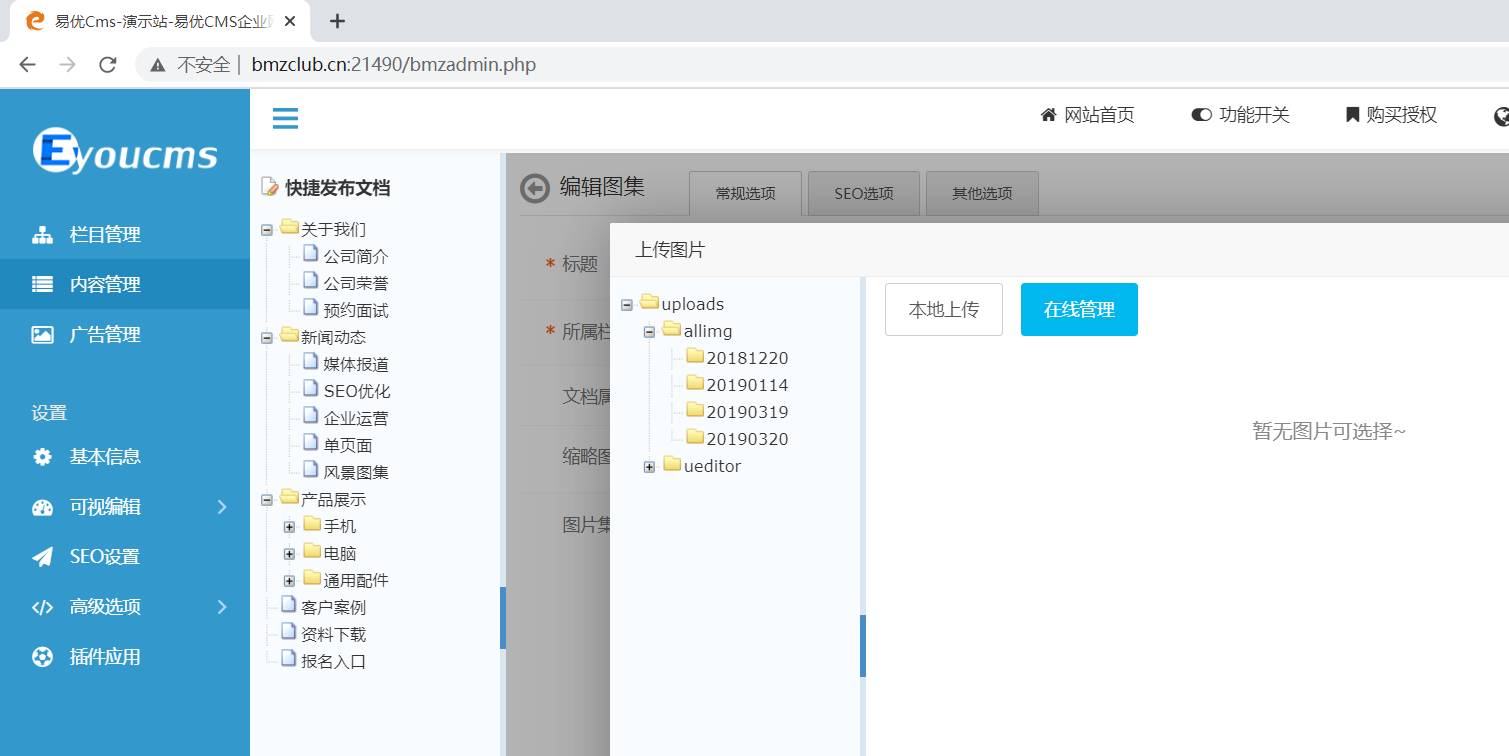 易优Cms-演示站-易优CMS企业
不安全 | bmzclub.cn:21490/bmzadmin.php
Eyoucms
网站首页 功能开关 购买授权
栏目管理
内容管理
广告管理
设置
基本信息
可视编辑
SEO设置
高级选项
插件应用
快捷发布文档
关于我们
公司简介
公司荣誉
预约面试
新闻动态
媒体报道
SEO优化
企业运营
单页面
风景图集
产品展示
手机
电脑
通用配件
客户案例
资料下载
报名入口
编辑图集 常规选项 SEO选项 其他选项
* 标题
* 所属栏
文档属
缩略图
图片集
上传图片
uploads
allimg
20181220
20190114
20190319
20190320
ueditor
本地上传 在线管理
暂无图片可选择~